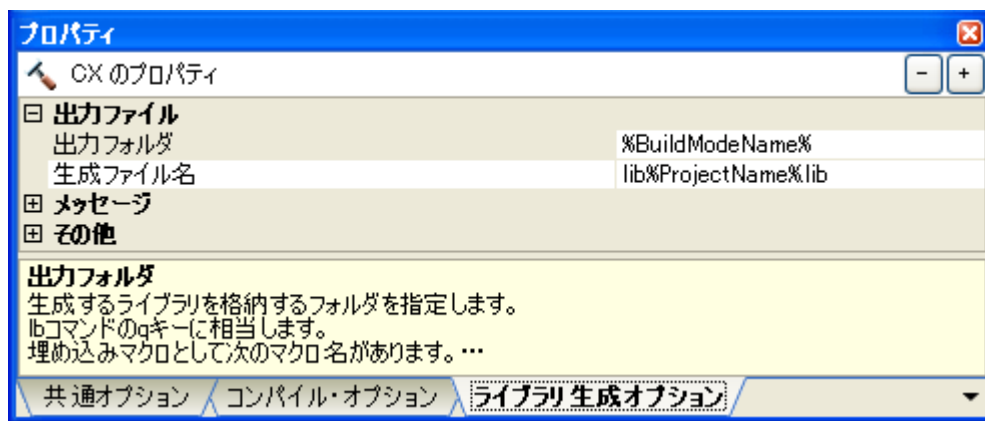 プロパティ
CX のプロパティ
- +
出力ファイル
出力フォルダ %BuildModeName%
生成ファイル名 lib%ProjectName%.lib
メッセージ
その他
出力フォルダ
生成するライブラリを格納するフォルダを指定します。
lbコマンドのqキーに相当します。
埋め込みマクロとして次のマクロ名があります。…
共通オプション コンパイル・オプション ライブラリ生成オプション